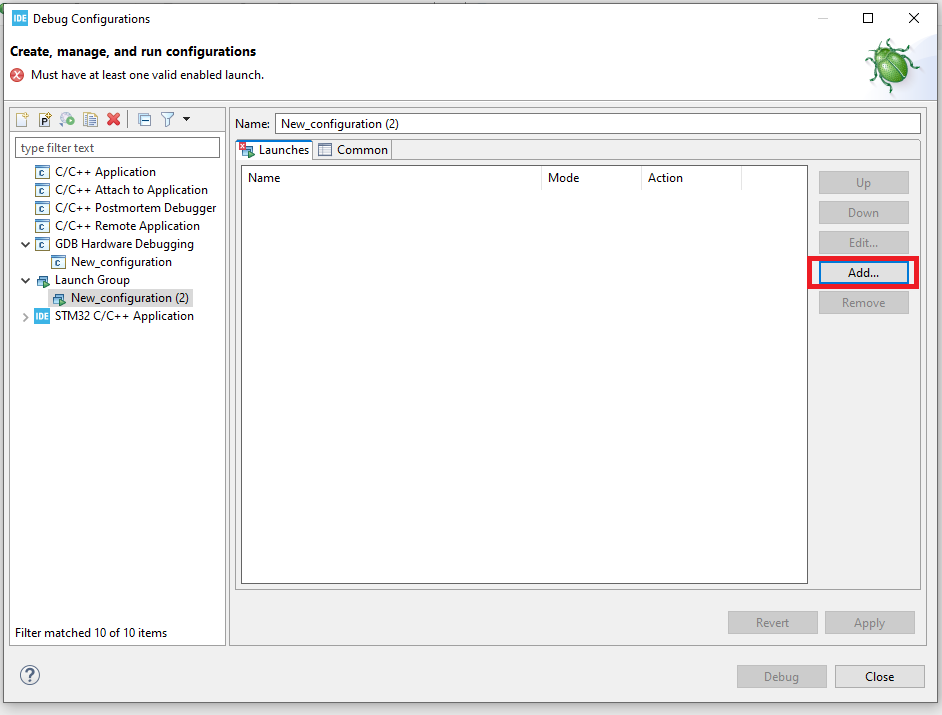 IDE Debug Configurations
Create, manage, and run configurations
Must have at least one valid enabled launch.
type filter text
C/C++ Application
C/C++ Attach to Application
C/C++ Postmortem Debugger
C/C++ Remote Application
GDB Hardware Debugging
New_configuration
Launch Group
New_configuration (2)
IDE STM32 C/C++ Application
Filter matched 10 of 10 items
Name: New_configuration (2)
Launches Common
Name Mode Action
Up
Down
Edit...
Add...
Remove
Revert Apply
? Debug Close